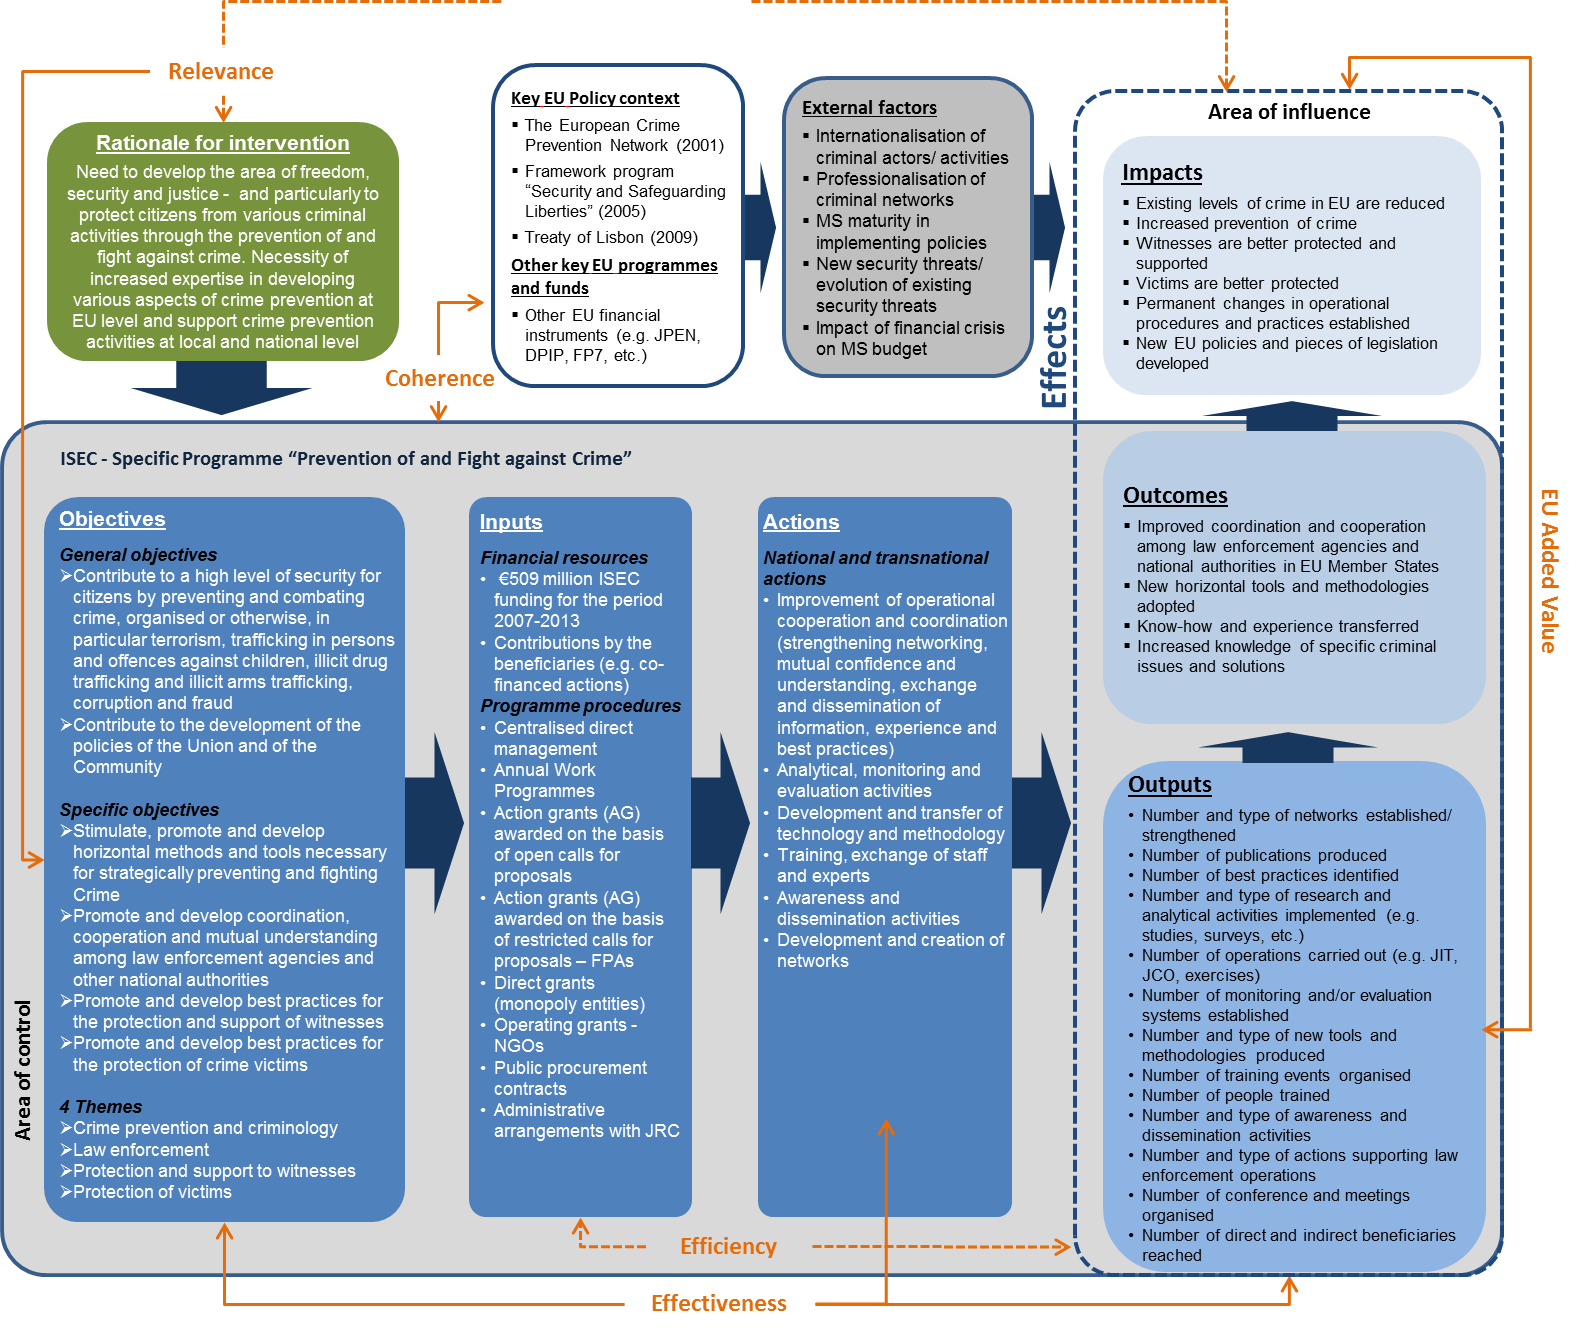 Relevance
Rationale for intervention
Need to develop the area of freedom,
security and justice - and particularly to
protect citizens from various criminal
activities through the prevention of and
fight against crime. Necessity of
increased expertise in developing
various aspects of crime prevention at
EU level and support crime prevention
activities at local and national level
Key EU Policy context
▪ The European Crime
Prevention Network (2001)
▪ Framework program
“Security and Safeguarding
Liberties” (2005)
▪ Treaty of Lisbon (2009)
Other key EU programmes
and funds
▪ Other EU financial
instruments (e.g. JPEN,
DPIP, FP7, etc.)
Coherence
External factors
▪ Internationalisation of
criminal actors/ activities
▪ Professionalisation of
criminal networks
▪ MS maturity in
implementing policies
▪ New security threats/
evolution of existing
security threats
▪ Impact of financial crisis
on MS budget
Effects
Area of influence
Impacts
▪ Existing levels of crime in EU are reduced
▪ Increased prevention of crime
▪ Witnesses are better protected and
supported
▪ Victims are better protected
▪ Permanent changes in operational
procedures and practices established
▪ New EU policies and pieces of legislation
developed
ISEC - Specific Programme “Prevention of and Fight against Crime”
Area of control
Objectives
General objectives
➢Contribute to a high level of security for
citizens by preventing and combating
crime, organised or otherwise, in
particular terrorism, trafficking in persons
and offences against children, illicit drug
trafficking and illicit arms trafficking,
corruption and fraud
➢Contribute to the development of the
policies of the Union and of the
Community
Specific objectives
➢Stimulate, promote and develop
horizontal methods and tools necessary
for strategically preventing and fighting
Crime
➢Promote and develop coordination,
cooperation and mutual understanding
among law enforcement agencies and
other national authorities
➢Promote and develop best practices for
the protection and support of witnesses
➢Promote and develop best practices for
the protection of crime victims
4 Themes
➢Crime prevention and criminology
➢Law enforcement
➢Protection and support to witnesses
➢Protection of victims
Inputs
Financial resources
• €509 million ISEC
funding for the period
2007-2013
• Contributions by the
beneficiaries (e.g. co-
financed actions)
Programme procedures
• Centralised direct
management
• Annual Work
Programmes
• Action grants (AG)
awarded on the basis
of open calls for
proposals
• Action grants (AG)
awarded on the basis
of restricted calls for
proposals – FPAs
• Direct grants
(monopoly entities)
• Operating grants -
NGOs
• Public procurement
contracts
• Administrative
arrangements with JRC
Actions
National and transnational
actions
• Improvement of operational
cooperation and coordination
(strengthening networking,
mutual confidence and
understanding, exchange
and dissemination of
information, experience and
best practices)
• Analytical, monitoring and
evaluation activities
• Development and transfer of
technology and methodology
• Training, exchange of staff
and experts
• Awareness and
dissemination activities
• Development and creation of
networks
Outcomes
▪ Improved coordination and cooperation
among law enforcement agencies and
national authorities in EU Member States
▪ New horizontal tools and methodologies
adopted
▪ Know-how and experience transferred
▪ Increased knowledge of specific criminal
issues and solutions
Outputs
• Number and type of networks established/
strengthened
• Number of publications produced
• Number of best practices identified
• Number and type of research and
analytical activities implemented (e.g.
studies, surveys, etc.)
• Number of operations carried out (e.g. JIT,
JCO, exercises)
• Number of monitoring and/or evaluation
systems established
• Number and type of new tools and
methodologies produced
• Number of training events organised
• Number of people trained
• Number and type of awareness and
dissemination activities
• Number and type of actions supporting law
enforcement operations
• Number of conference and meetings
organised
• Number of direct and indirect beneficiaries
reached
EU Added Value
Efficiency
Effectiveness